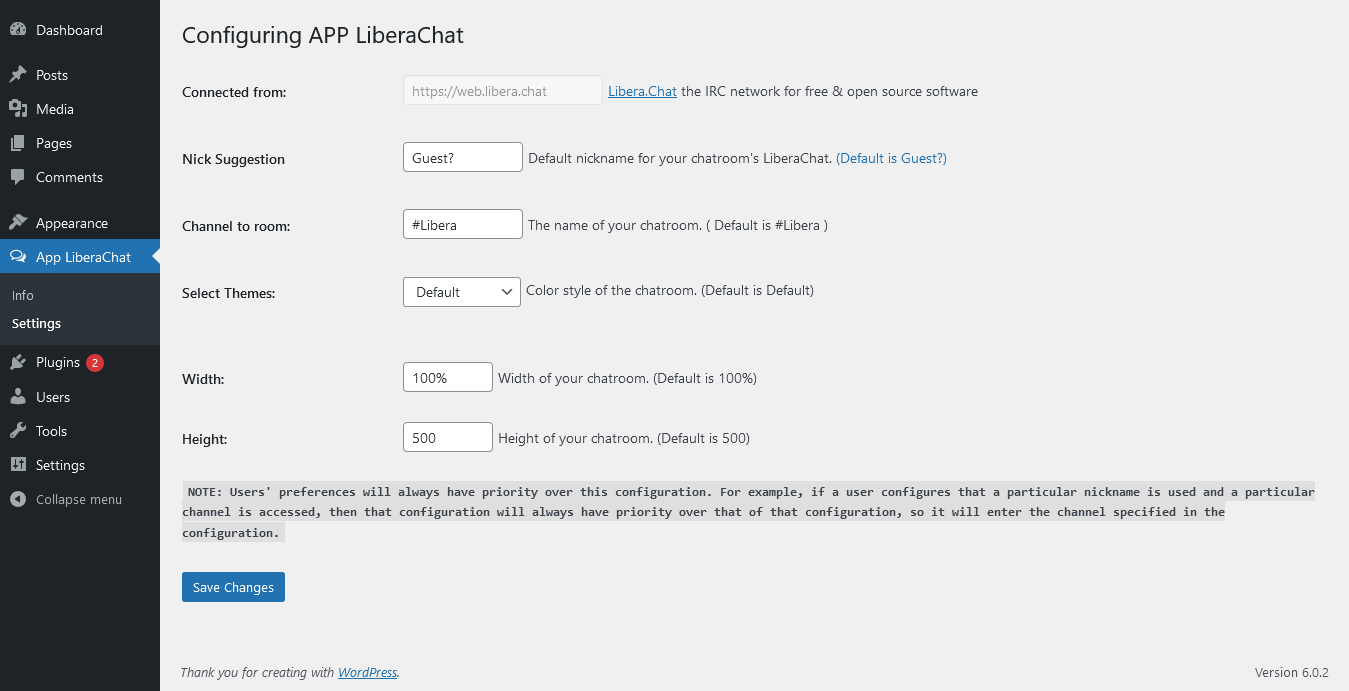 Dashboard
Posts
Media
Pages
Comments
Appearance
App LiberaChat
Info
Settings
Plugins 2
Users
Tools
Settings
Collapse menu
Configuring APP LiberaChat
Connected from: https://web.libera.chat Libera.Chat the IRC network for free & open source software
Nick Suggestion Guest? Default nickname for your chatroom's LiberaChat. (Default is Guest?)
Channel to room: #Libera The name of your chatroom. ( Default is #Libera )
Select Themes: Default Color style of the chatroom. (Default is Default)
Width: 100% Width of your chatroom. (Default is 100%)
Height: 500 Height of your chatroom. (Default is 500)
NOTE: Users' preferences will always have priority over this configuration. For example, if a user configures that a particular nickname is used and a particular
channel is accessed, then that configuration will always have priority over that of that configuration, so it will enter the channel specified in the
configuration.
Save Changes
Thank you for creating with WordPress. Version 6.0.2